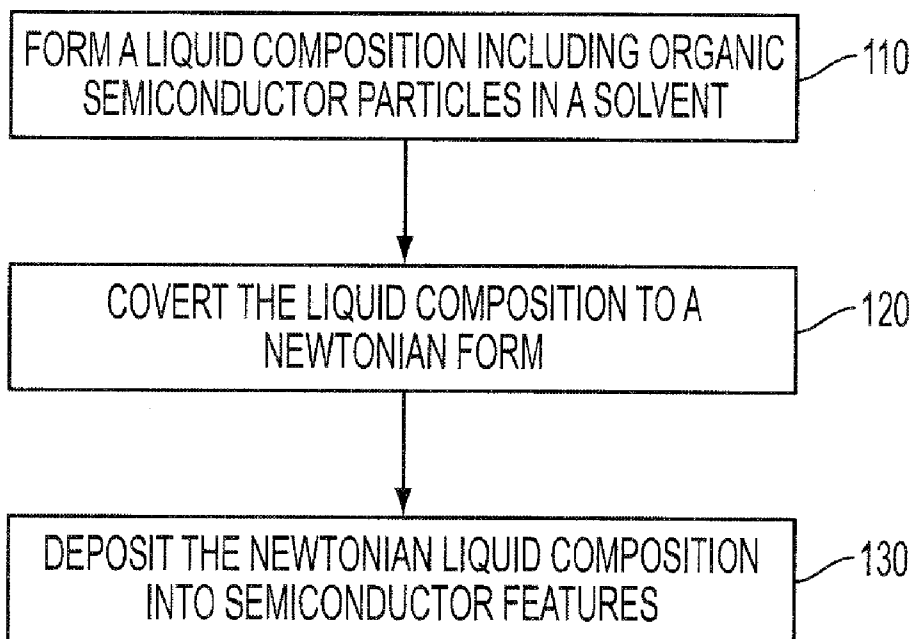 FORM A LIQUID COMPOSITION INCLUDING ORGANIC
SEMICONDUCTOR PARTICLES IN A SOLVENT
110
COVERT THE LIQUID COMPOSITION TO A
NEWTONIAN FORM
120
DEPOSIT THE NEWTONIAN LIQUID COMPOSITION
INTO SEMICONDUCTOR FEATURES
130